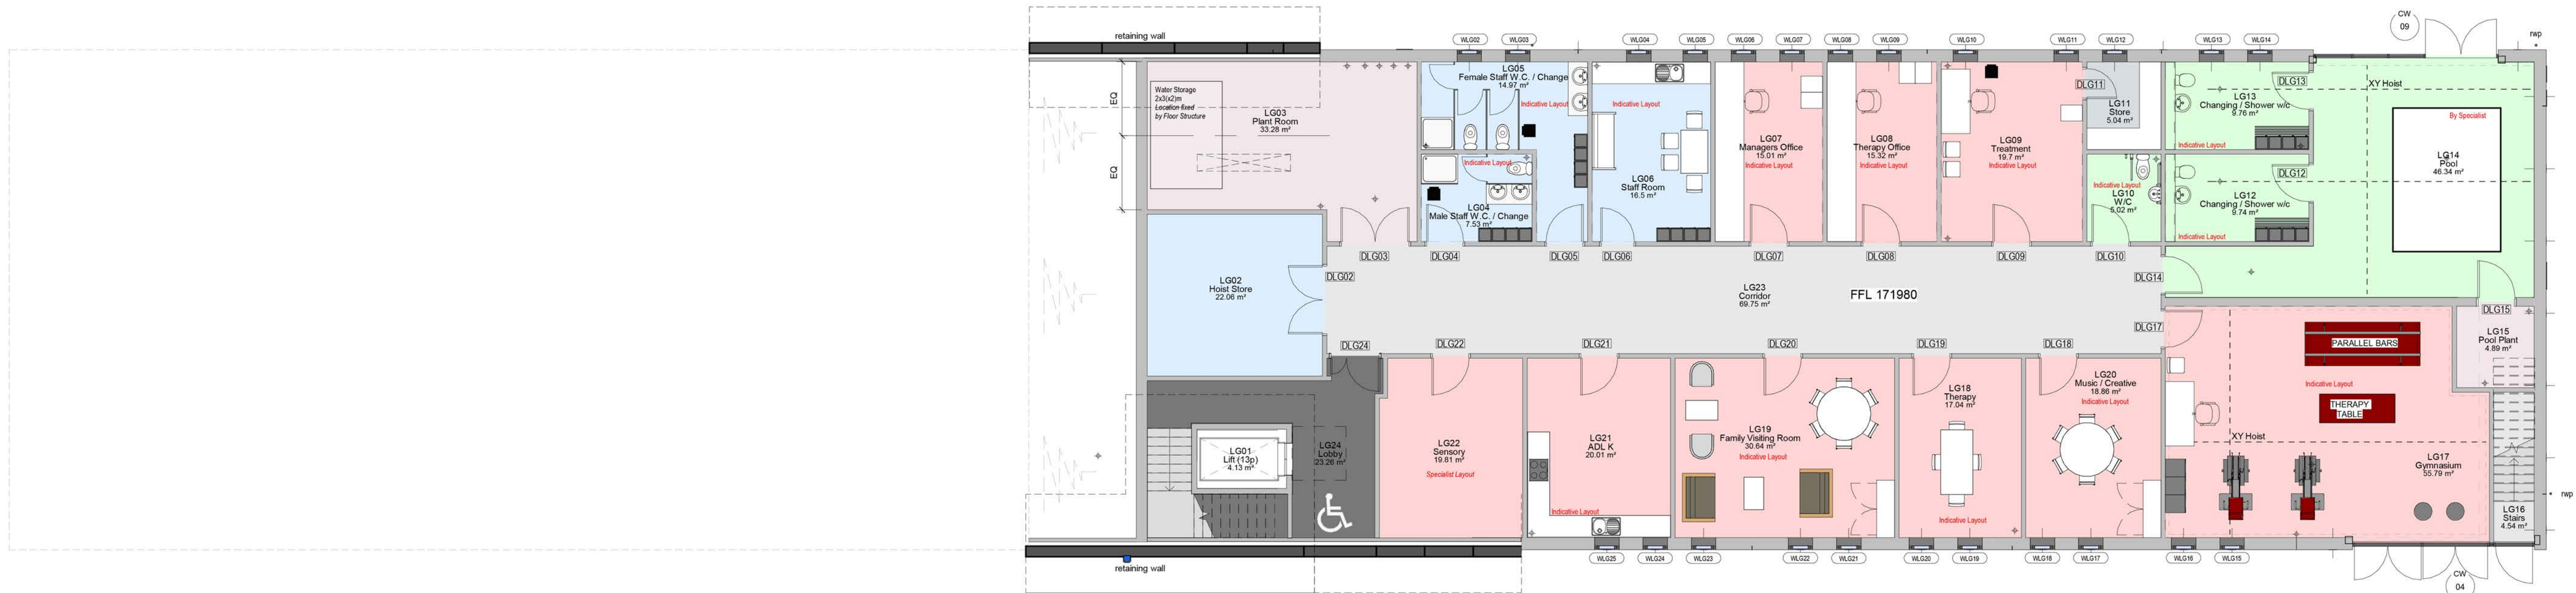 CW
09
retaining wall
WLG02
WLG03
WLG04
WLG05
WLG06
WLG07
WLG08
WLG09
WLG10
WLG11
WLG12
WLG13
WLG14
rwp
EQ
EQ
Water Storage
2x3(x2)m
Location fixed
by Floor Structure
LG03
Plant Room
33.28 m²
LG05
Female Staff W.C. / Change
14.97 m²
Indicative Layout
Indicative Layout
LG04
Male Staff W.C. / Change
7.53 m²
Indicative Layout
LG06
Staff Room
16.5 m²
LG07
Managers Office
15.01 m²
Indicative Layout
LG08
Therapy Office
15.32 m²
Indicative Layout
LG09
Treatment
19.7 m²
Indicative Layout
DLG11
LG11
Store
5.04 m²
Indicative Layout
LG10
W/C
5.02 m²
DLG13
LG13
Changing / Shower w/c
9.76 m²
Indicative Layout
DLG12
LG12
Changing / Shower w/c
9.74 m²
Indicative Layout
XY Hoist
By Specialist
LG14
Pool
46.34 m²
DLG03
DLG04
DLG05
DLG06
DLG07
DLG08
DLG09
DLG10
DLG14
DLG02
LG02
Hoist Store
22.06 m²
LG23
Corridor
69.75 m²
FFL 171980
DLG15
DLG17
DLG24
DLG22
DLG21
DLG20
DLG19
DLG18
LG15
Pool Plant
4.89 m²
PARALLEL BARS
Indicative Layout
THERAPY
TABLE
XY Hoist
LG17
Gymnasium
55.79 m²
LG16
Stairs
4.54 m²
rwp
LG01
Lift (13p)
4.13 m²
LG24
Lobby
23.26 m²
LG22
Sensory
19.81 m²
Specialist Layout
LG21
ADL K
20.01 m²
Indicative Layout
LG19
Family Visiting Room
30.64 m²
Indicative Layout
LG18
Therapy
17.04 m²
Indicative Layout
LG20
Music / Creative
18.86 m²
Indicative Layout
retaining wall
WLG25
WLG24
WLG23
WLG22
WLG21
WLG20
WLG19
WLG18
WLG17
WLG16
WLG15
CW
04